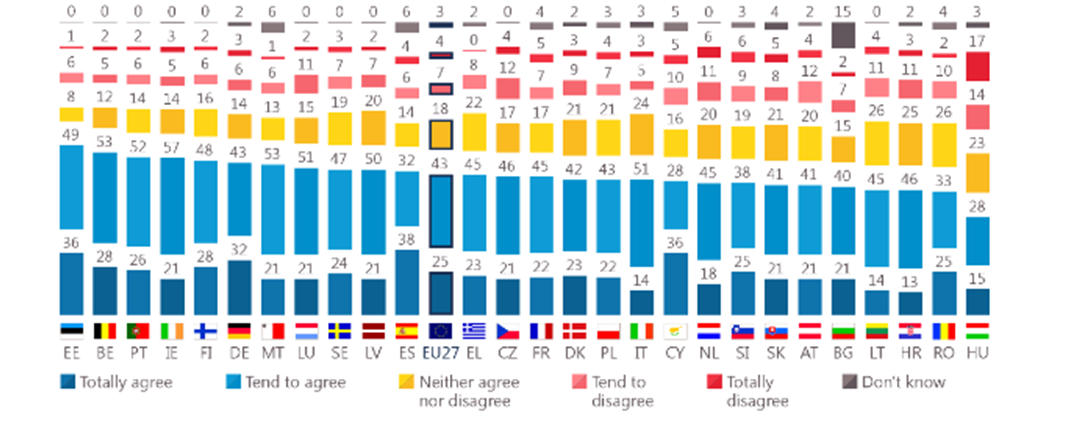 0 0 0 0 0 2 6 0 0 0 6 3 2 0 4 2 3 3 5 0 3 4 2 15 0 2 4 3
1 2 2 3 2 3 1 2 3 2 4 4 0 4 5 3 4 3 5 6 6 5 4 2 4 3 2 17
6 5 6 5 6 6 6 11 7 7 6 7 8 12 7 9 7 5 10 11 9 8 12 7 11 11 10 14
8 12 14 14 16 14 13 15 19 20 14 18 22 17 17 21 21 24 16 20 19 21 20 15 26 25 26 23
49 53 52 57 48 43 53 51 47 50 32 43 45 46 45 42 43 51 28 45 38 41 41 40 45 46 33 28
36 28 26 21 28 32 21 21 24 21 38 25 23 21 22 23 22 14 36 18 25 21 21 21 14 13 25 15
EE BE PT IE FI DE MT LU SE LV ES EU27 EL CZ FR DK PL IT CY NL SI SK AT BG LT HR RO HU
Totally agree Tend to agree Neither agree Tend to Totally Don't know
nor disagree disagree disagree